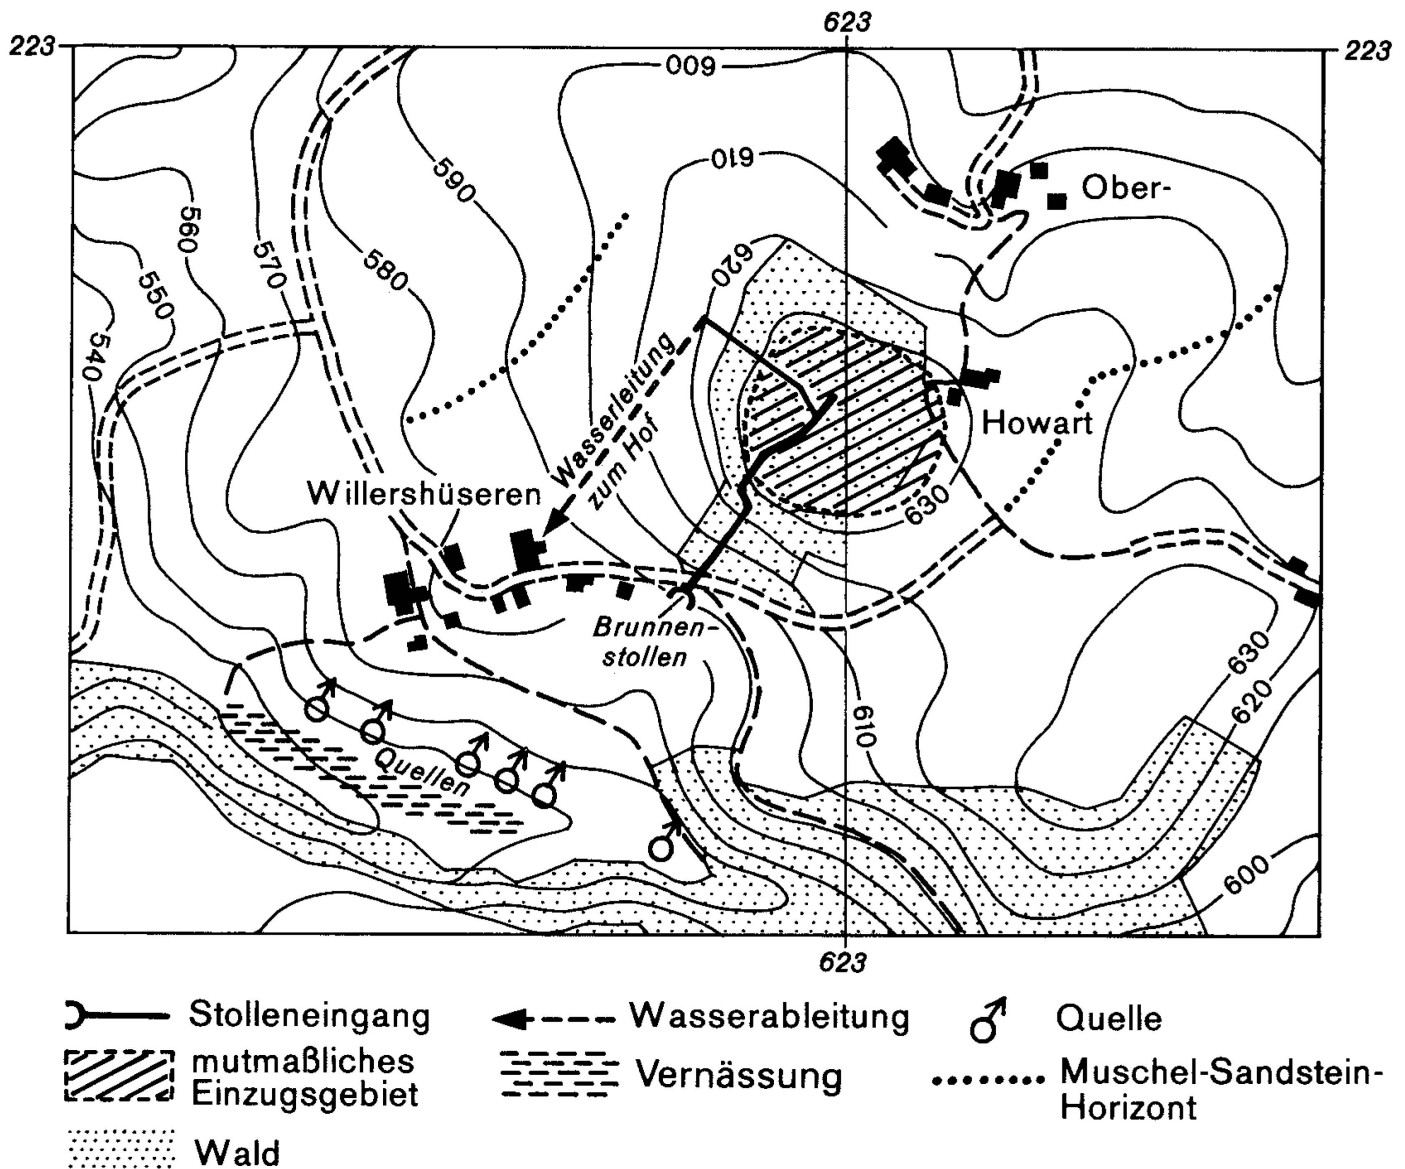 623
223
223
600
610
Ober-
590
560
570
580
620
550
540
Wasserleitung
zum Hof
Howart
Willershüseren
630
Brunnen-
stollen
630
620
610
Quellen
600
623
Stolleneingang
Wasserableitung
Quelle
mutmaßliches
Einzugsgebiet
Vernässung
Muschel-Sandstein-
Horizont
Wald